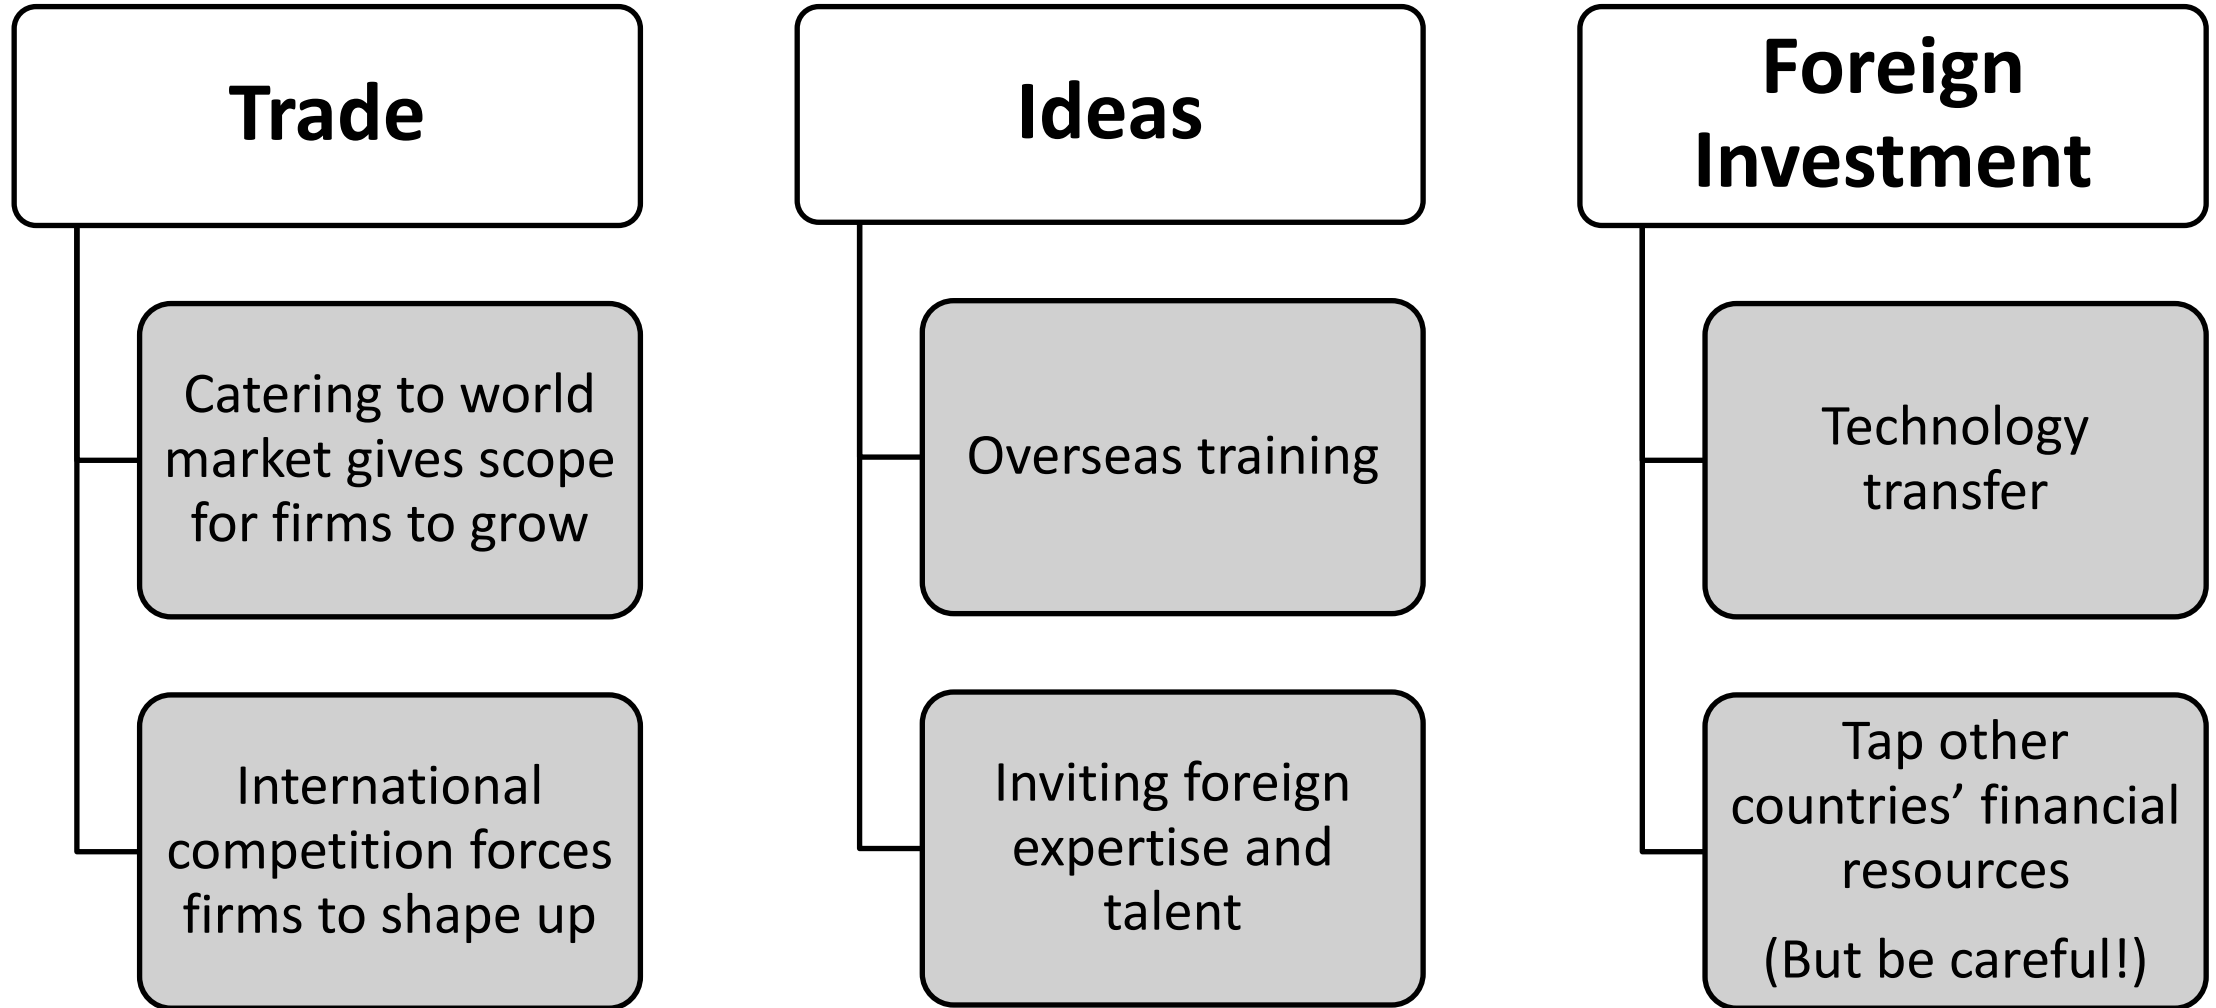 Trade
Catering to world
market gives scope
for firms to grow
International
competition forces
firms to shape up
Ideas
Overseas training
Inviting foreign
expertise and
talent
Foreign
Investment
Technology
transfer
Tap other
countries’ financial
resources
(But be careful!)